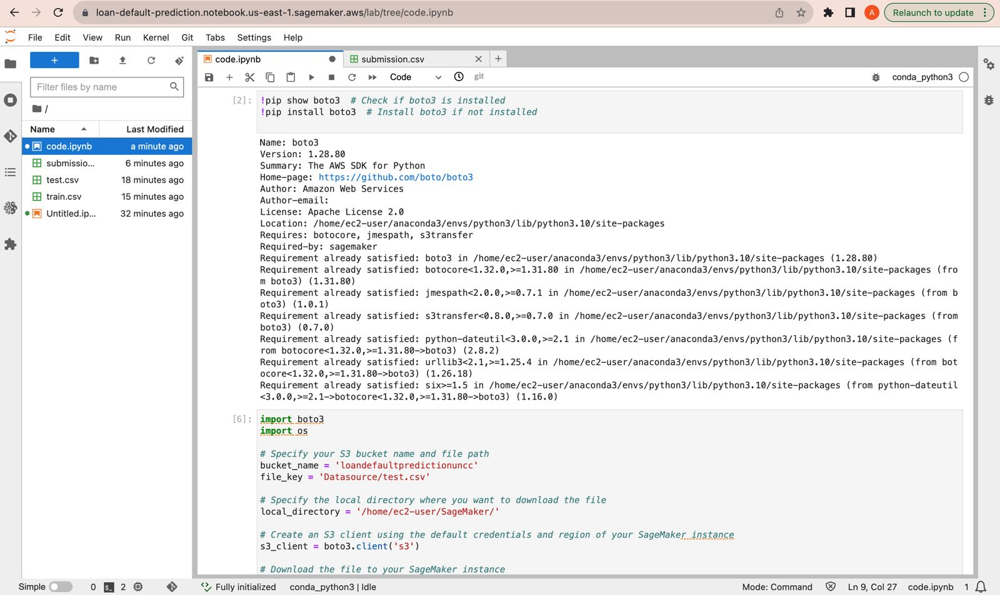 loan-default-prediction.notebook.us-east-1.sagemaker.aws/lab/tree/code.ipynb
A
Relaunch to update
File Edit View Run Kernel Git Tabs Settings Help
+
Filter files by name
/
Name Last Modified
code.ipynb a minute ago
submissio... 6 minutes ago
test.csv 18 minutes ago
train.csv 15 minutes ago
Untitled.ip... 32 minutes ago
code.ipynb
submission.csv
Code
git
conda_python3
[2]:
!pip show boto3  # Check if boto3 is installed
!pip install boto3  # Install boto3 if not installed
Name: boto3
Version: 1.28.80
Summary: The AWS SDK for Python
Home-page: https://github.com/boto/boto3
Author: Amazon Web Services
Author-email:
License: Apache License 2.0
Location: /home/ec2-user/anaconda3/envs/python3/lib/python3.10/site-packages
Requires: botocore, jmespath, s3transfer
Required-by: sagemaker
Requirement already satisfied: boto3 in /home/ec2-user/anaconda3/envs/python3/lib/python3.10/site-packages (1.28.80)
Requirement already satisfied: botocore<1.32.0,>=1.31.80 in /home/ec2-user/anaconda3/envs/python3/lib/python3.10/site-packages (fro
m boto3) (1.31.80)
Requirement already satisfied: jmespath<2.0.0,>=0.7.1 in /home/ec2-user/anaconda3/envs/python3/lib/python3.10/site-packages (from b
oto3) (1.0.1)
Requirement already satisfied: s3transfer<0.8.0,>=0.7.0 in /home/ec2-user/anaconda3/envs/python3/lib/python3.10/site-packages (from
boto3) (0.7.0)
Requirement already satisfied: python-dateutil<3.0.0,>=2.1 in /home/ec2-user/anaconda3/envs/python3/lib/python3.10/site-packages (f
rom botocore<1.32.0,>=1.31.80->boto3) (2.8.2)
Requirement already satisfied: urllib3<2.1,>=1.25.4 in /home/ec2-user/anaconda3/envs/python3/lib/python3.10/site-packages (from bot
ocore<1.32.0,>=1.31.80->boto3) (1.26.18)
Requirement already satisfied: six>=1.5 in /home/ec2-user/anaconda3/envs/python3/lib/python3.10/site-packages (from python-dateutil
<3.0.0,>=2.1->botocore<1.32.0,>=1.31.80->boto3) (1.16.0)
[6]:
import boto3
import os
# Specify your S3 bucket name and file path
bucket_name = 'loandefaultpredictionuncc'
file_key = 'Datasource/test.csv'
# Specify the local directory where you want to download the file
local_directory = '/home/ec2-user/SageMaker/'
# Create an S3 client using the default credentials and region of your SageMaker instance
s3_client = boto3.client('s3')
# Download the file to your SageMaker instance
Simple 0 2 Fully initialized conda_python3 | Idle Mode: Command Ln 9, Col 27 code.ipynb 1